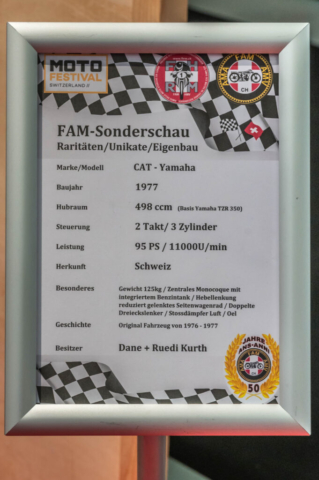 MOTO
FESTIVAL
SWITZERLAND //
FAM
CH
FAM-Sonderschau
Raritäten/Unikate/Eigenbau
Marke/Modell CAT - Yamaha
Baujahr 1977
Hubraum 498 ccm (Basis Yamaha TZR 350)
Steuerung 2 Takt/ 3 Zylinder
Leistung 95 PS / 11000U/min
Herkunft Schweiz
Besonderes Gewicht 125kg / Zentrales Monocoque mit
integriertem Benzintank / Hebellenkung
reduziert gelenktes Seitenwagenrad / Doppelte
Dreieckslenker / Stossdämpfer Luft / Oel
Geschichte Original Fahrzeug von 1976 - 1977
Besitzer Dane + Ruedi Kurth
JAHRE
50